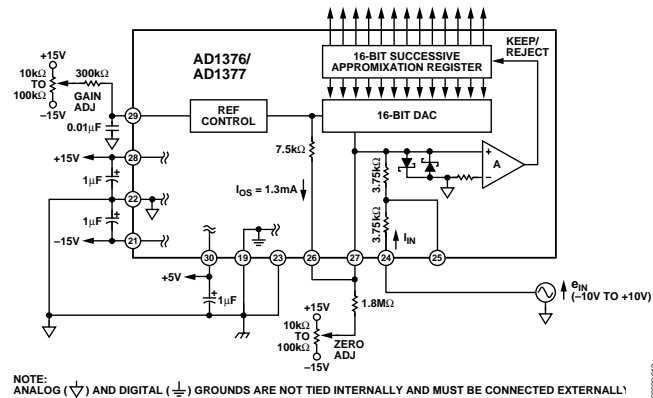 AD1376/
AD1377
16-BIT SUCCESSIVE
APPROMIXATION REGISTER
KEEP/
REJECT
+15V
10kΩ
TO
100kΩ
–15V
300kΩ
GAIN
ADJ
0.01μF
29
REF
CONTROL
16-BIT DAC
7.5kΩ
3.75kΩ
+
–
A
+15V
28
1μF
+
22
1μF
+
–15V
21
IOS = 1.3mA
3.75kΩ
IIN
30
19
23
26
27
24
25
+5V
+
1μF
1.8MΩ
eIN
(–10V TO +10V)
+15V
10kΩ
TO
100kΩ
–15V
ZERO
ADJ
NOTE:
ANALOG ( ) AND DIGITAL ( ) GROUNDS ARE NOT TIED INTERNALLY AND MUST BE CONNECTED EXTERNALLY